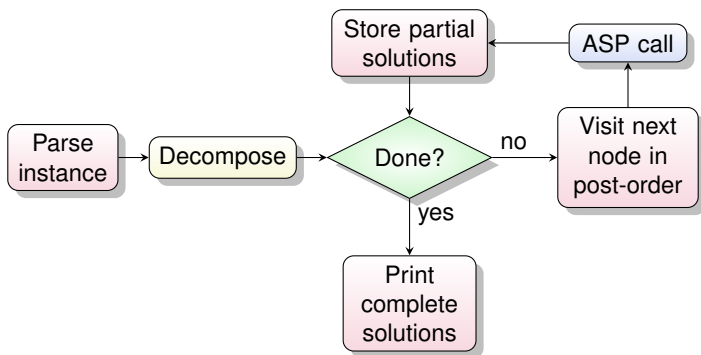 Store partial
solutions
ASP call
Parse
instance
Decompose
Done?
no
Visit next
node in
post-order
yes
Print
complete
solutions